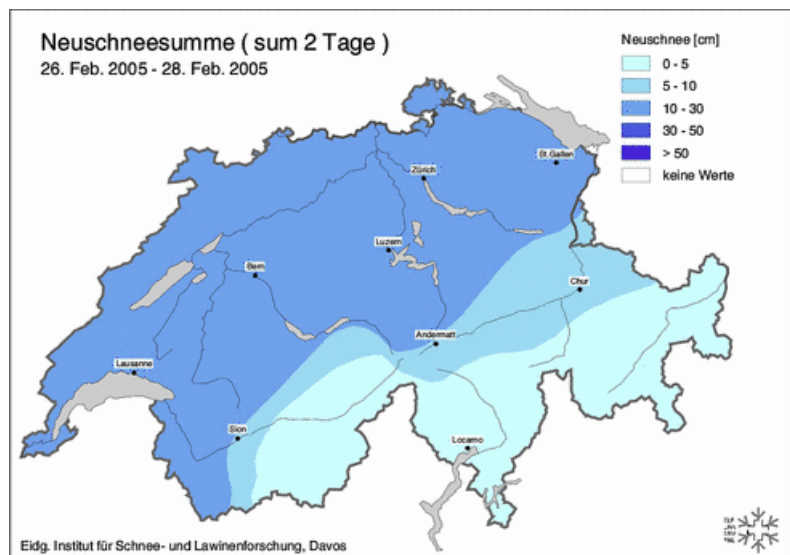 Neuschneesumme ( sum 2 Tage )
26. Feb. 2005 - 28. Feb. 2005
Neuschnee [cm]
0 - 5
5 - 10
10 - 30
30 - 50
> 50
keine Werte
St.Gallen
Zürich
Luzern
Bern
Chur
Andermatt
Lausanne
Sion
Locarno
Eidg. Institut für Schnee- und Lawinenforschung, Davos